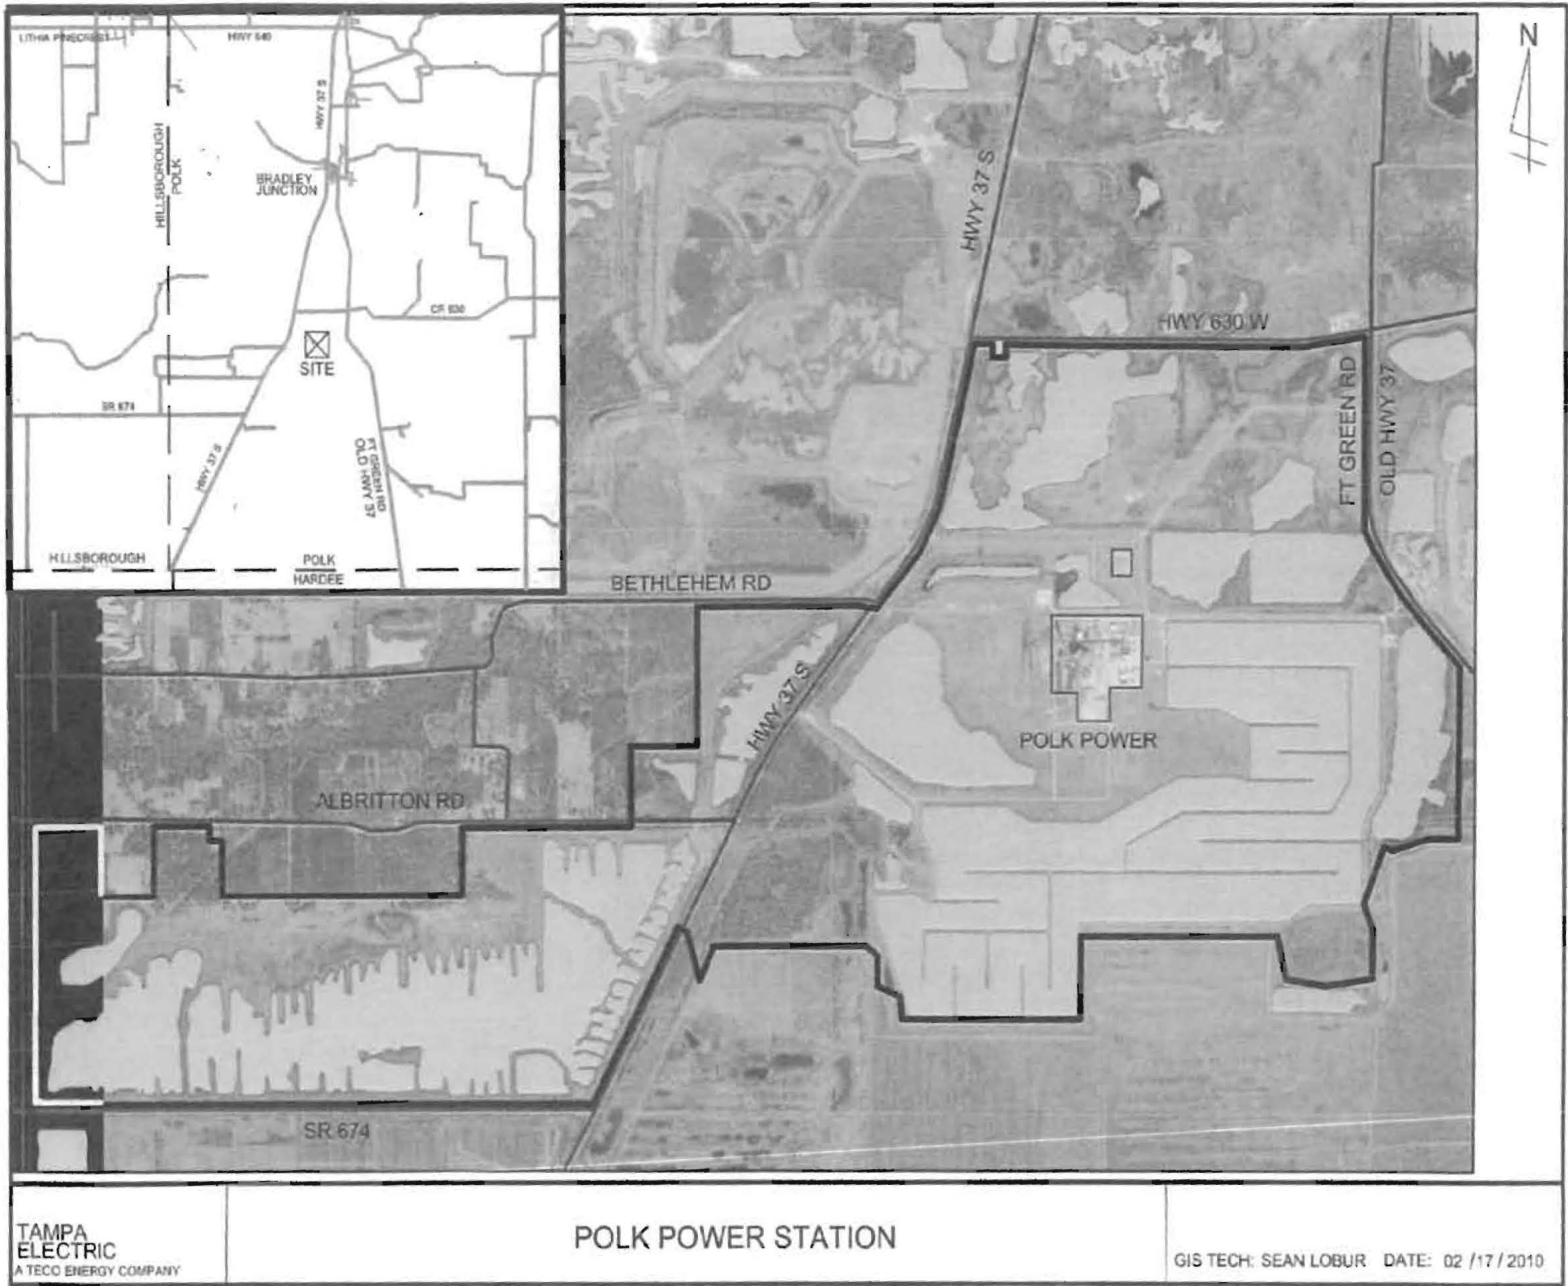 LITHIA PINECREST
HWY 640
HWY 37 S
HILLSBOROUGH
POLK
BRADLEY
JUNCTION
CR 630
SITE
SR 674
HWY 37 S
FT GREEN RD
OLD HWY 37
HILLSBOROUGH
POLK
HARDEE
N
HWY 37 S
HWY 630 W
FT GREEN RD
OLD HWY 37
BETHLEHEM RD
HWY 37 S
POLK POWER
ALBRITTON RD
SR 674
TAMPA
ELECTRIC
A TECO ENERGY COMPANY
POLK POWER STATION
GIS TECH: SEAN LOBUR DATE: 02 / 17 / 2010